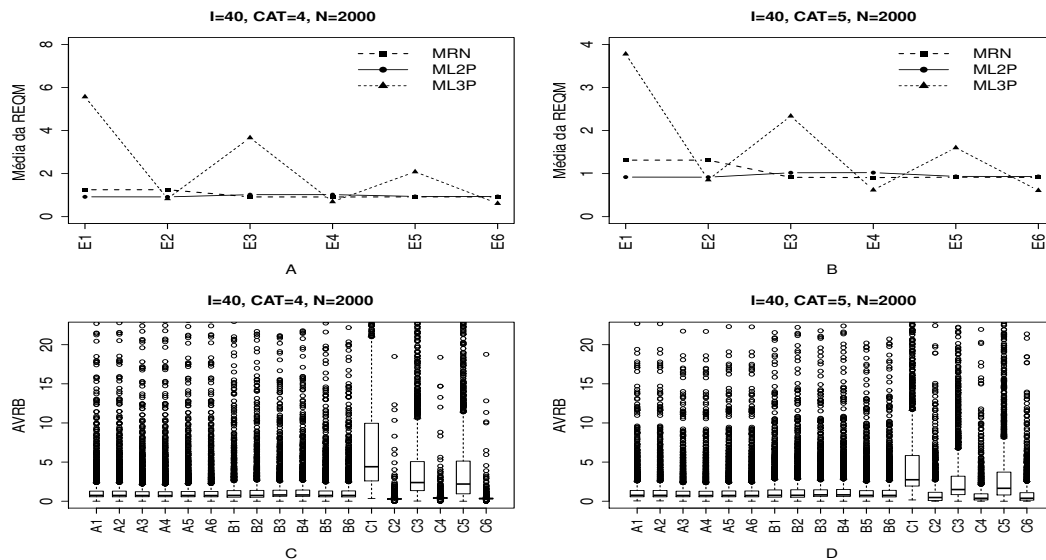 I=40, CAT=4, N=2000
Média da REQM
0 2 4 6 8
MRN
ML2P
ML3P
E1 E2 E3 E4 E5 E6
A
I=40, CAT=5, N=2000
Média da REQM
0 1 2 3 4
MRN
ML2P
ML3P
E1 E2 E3 E4 E5 E6
B
I=40, CAT=4, N=2000
AVRB
0 5 10 15 20
A1 A2 A3 A4 A5 A6 B1 B2 B3 B4 B5 B6 C1 C2 C3 C4 C5 C6
C
I=40, CAT=5, N=2000
AVRB
0 5 10 15 20
A1 A2 A3 A4 A5 A6 B1 B2 B3 B4 B5 B6 C1 C2 C3 C4 C5 C6
D